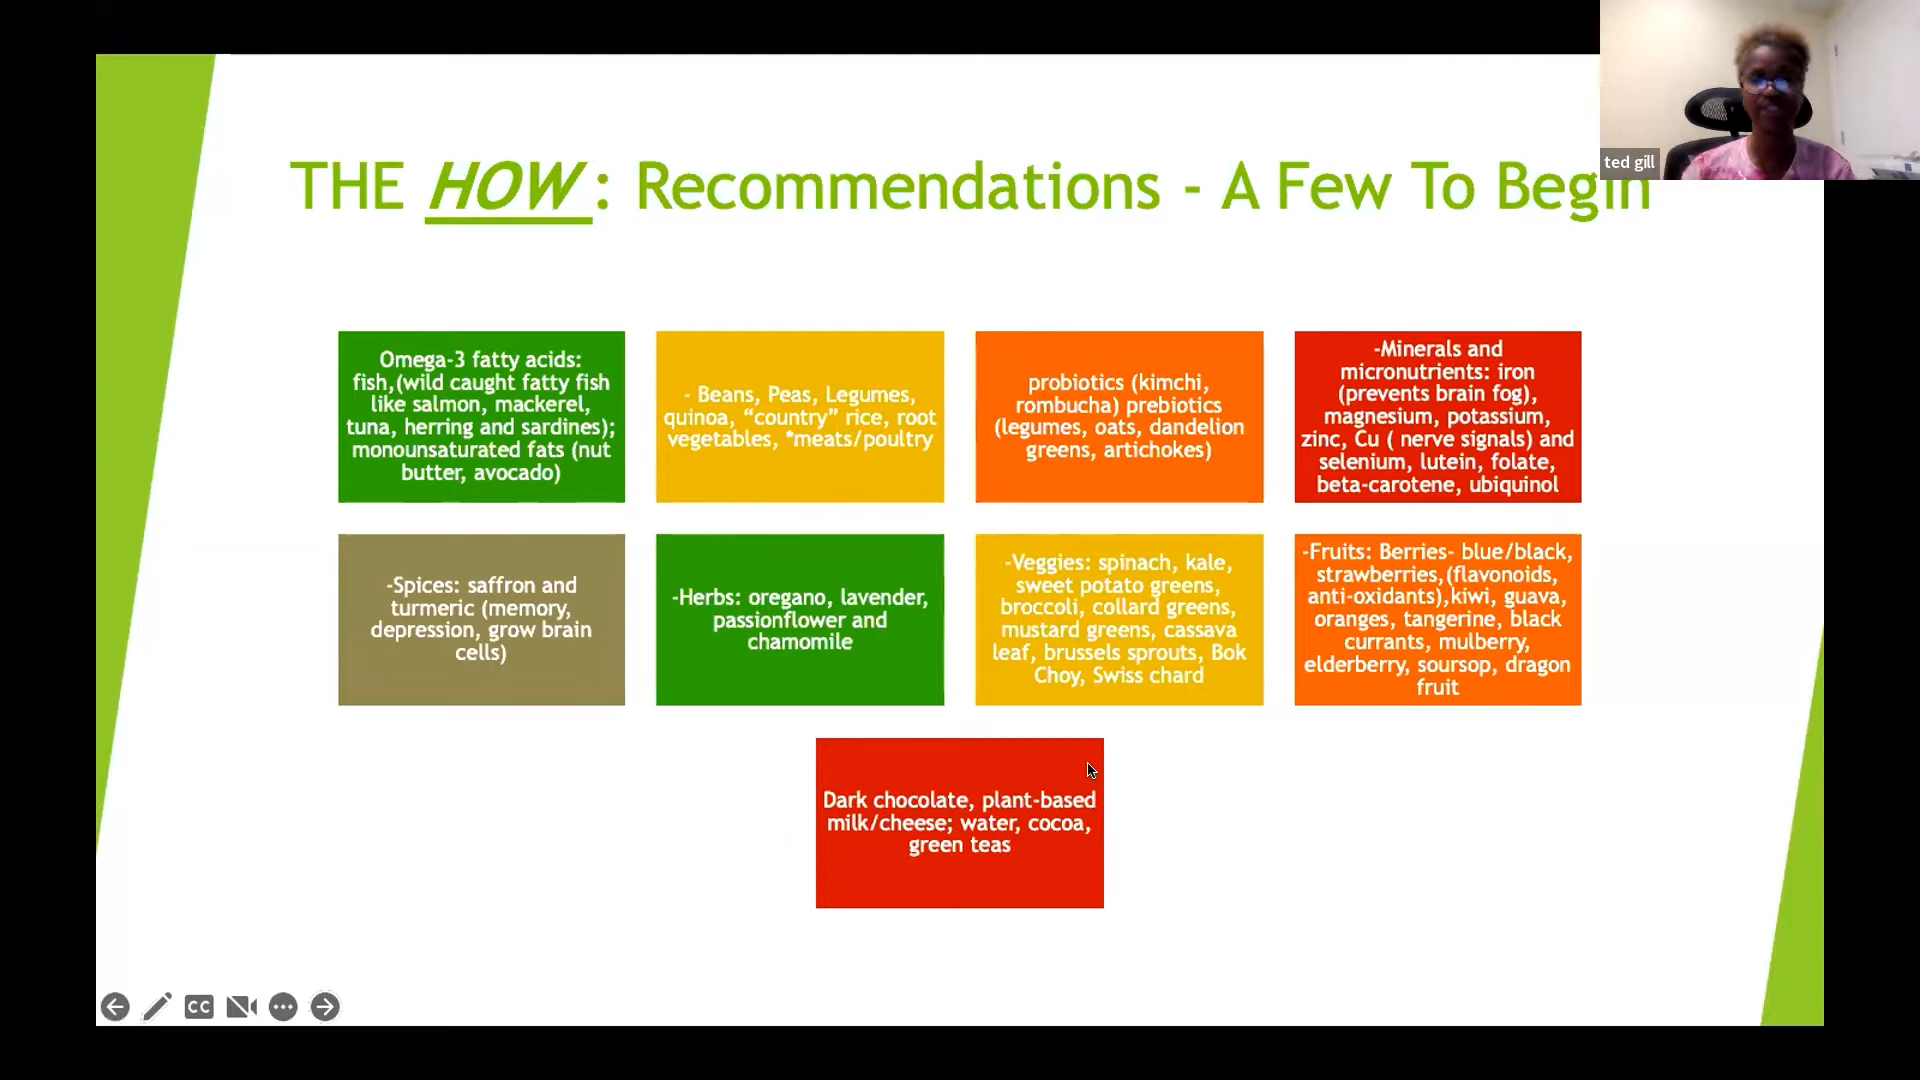 ted gill
THE HOW : Recommendations - A Few To Begin
Omega-3 fatty acids:
fish,(wild caught fatty fish
like salmon, mackerel,
tuna, herring and sardines);
monounsaturated fats (nut
butter, avocado)
- Beans, Peas, Legumes,
quinoa, “country” rice, root
vegetables, *meats/poultry
probiotics (kimchi,
rombucha) prebiotics
(legumes, oats, dandelion
greens, artichokes)
-Minerals and
micronutrients: iron
(prevents brain fog),
magnesium, potassium,
zinc, Cu ( nerve signals) and
selenium, lutein, folate,
beta-carotene, ubiquinol
-Spices: saffron and
turmeric (memory,
depression, grow brain
cells)
-Herbs: oregano, lavender,
passionflower and
chamomile
-Veggies: spinach, kale,
sweet potato greens,
broccoli, collard greens,
mustard greens, cassava
leaf, brussels sprouts, Bok
Choy, Swiss chard
-Fruits: Berries- blue/black,
strawberries,(flavonoids,
anti-oxidants),kiwi, guava,
oranges, tangerine, black
currants, mulberry,
elderberry, soursop, dragon
fruit
Dark chocolate, plant-based
milk/cheese; water, cocoa,
green teas
CC